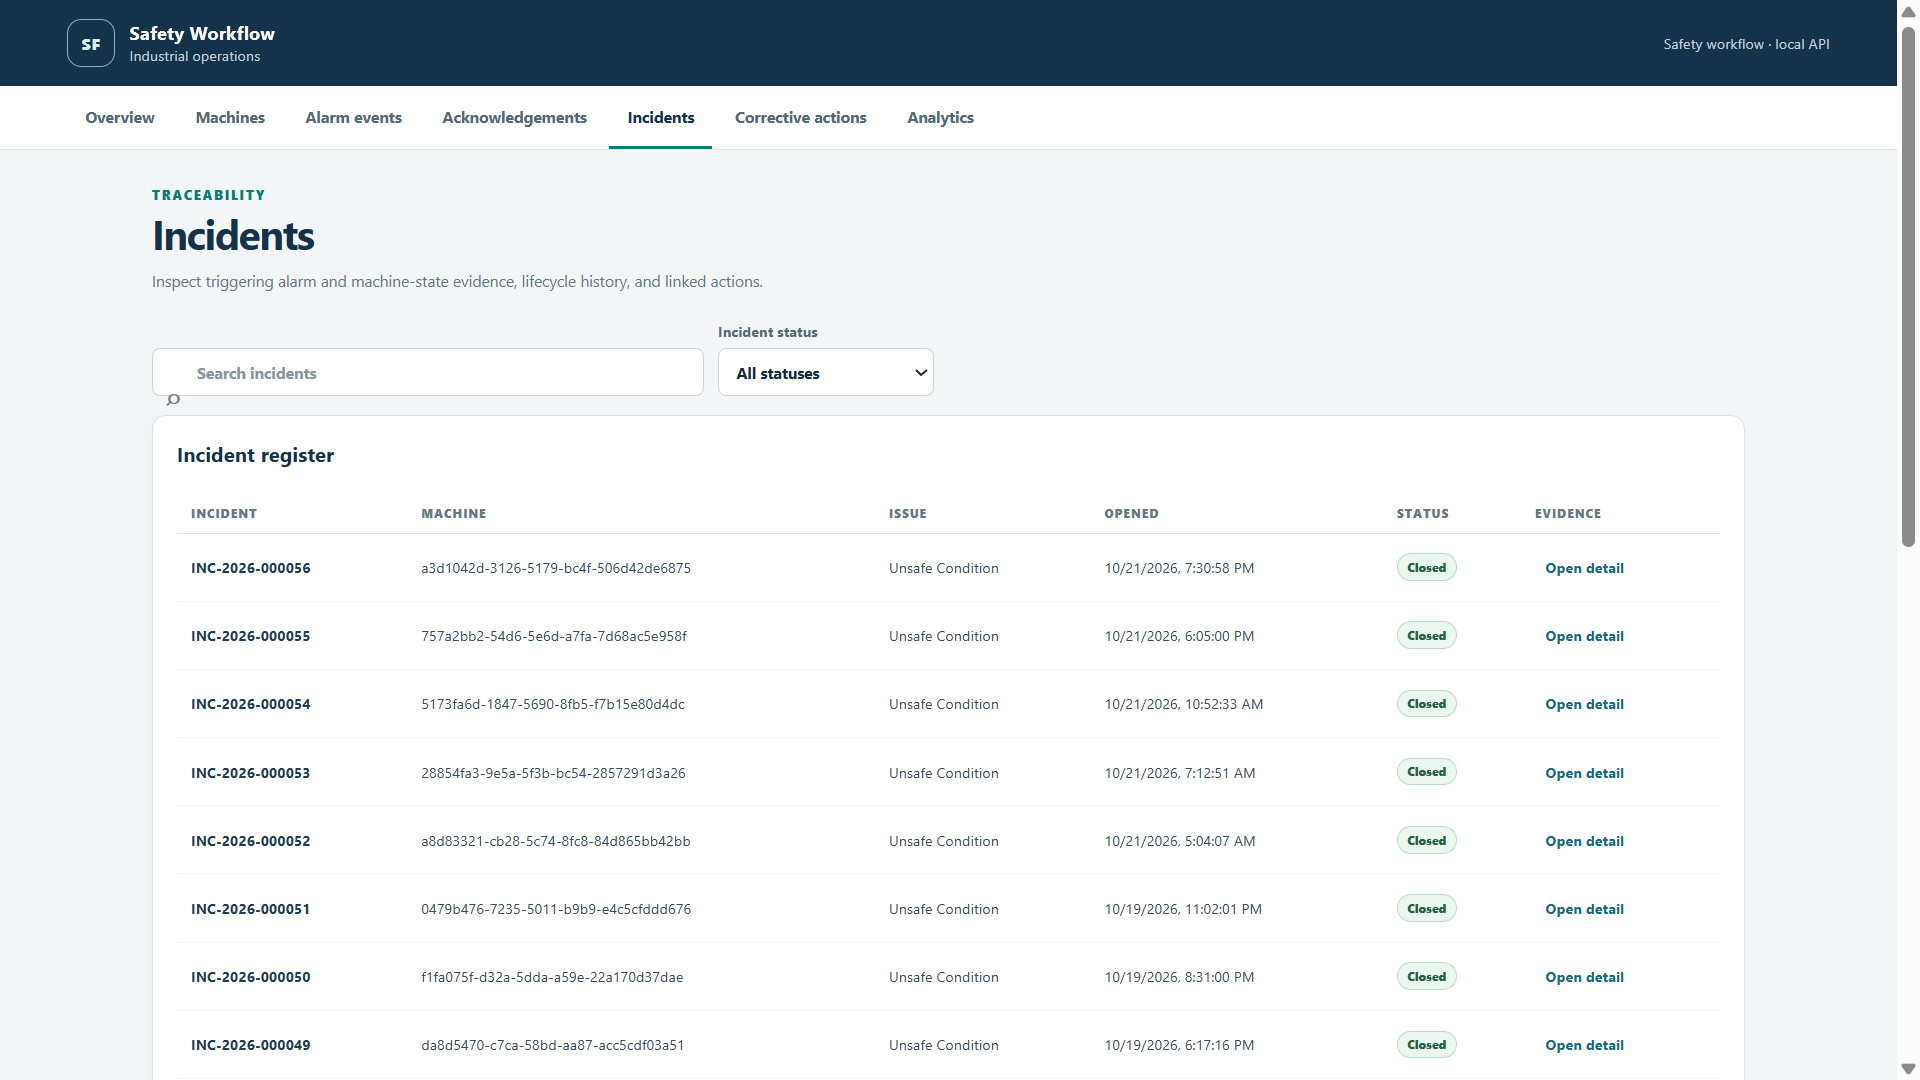 SF
Safety Workflow
Industrial operations
Safety workflow · local API
Overview Machines Alarm events Acknowledgements Incidents Corrective actions Analytics
TRACEABILITY
Incidents
Inspect triggering alarm and machine-state evidence, lifecycle history, and linked actions.
Incident status
Search incidents
All statuses
Incident register
INCIDENT MACHINE ISSUE OPENED STATUS EVIDENCE
INC-2026-000056 a3d1042d-3126-5179-bc4f-506d42de6875 Unsafe Condition 10/21/2026, 7:30:58 PM Closed Open detail
INC-2026-000055 757a2bb2-54d6-5e6d-a7fa-7d68ac5e958f Unsafe Condition 10/21/2026, 6:05:00 PM Closed Open detail
INC-2026-000054 5173fa6d-1847-5690-8fb5-f7b15e80d4dc Unsafe Condition 10/21/2026, 10:52:33 AM Closed Open detail
INC-2026-000053 28854fa3-9e5a-5f3b-bc54-2857291d3a26 Unsafe Condition 10/21/2026, 7:12:51 AM Closed Open detail
INC-2026-000052 a8d83321-cb28-5c74-8fc8-84d865bb42bb Unsafe Condition 10/21/2026, 5:04:07 AM Closed Open detail
INC-2026-000051 0479b476-7235-5011-b9b9-e4c5cfddd676 Unsafe Condition 10/19/2026, 11:02:01 PM Closed Open detail
INC-2026-000050 f1fa075f-d32a-5dda-a59e-22a170d37dae Unsafe Condition 10/19/2026, 8:31:00 PM Closed Open detail
INC-2026-000049 da8d5470-c7ca-58bd-aa87-acc5cdf03a51 Unsafe Condition 10/19/2026, 6:17:16 PM Closed Open detail